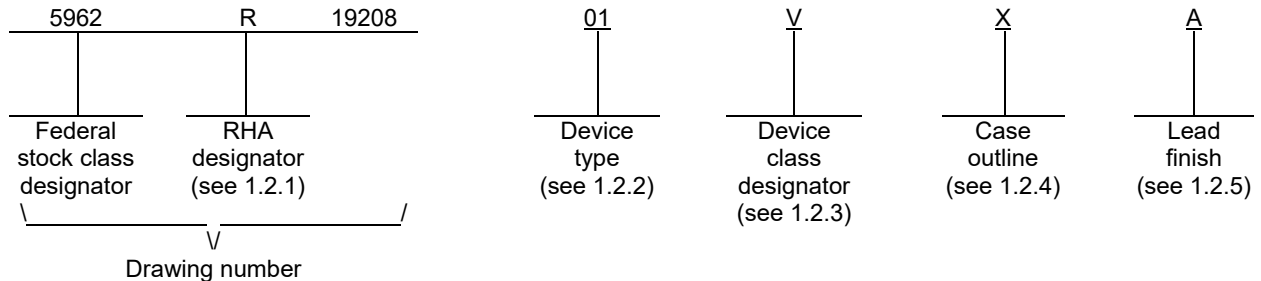 5962 R 19208 01 V X A
Federal RHA Device Device Case Lead
stock class designator type class outline finish
designator (see 1.2.1) (see 1.2.2) designator (see 1.2.4) (see 1.2.5)
(see 1.2.3)
Drawing number